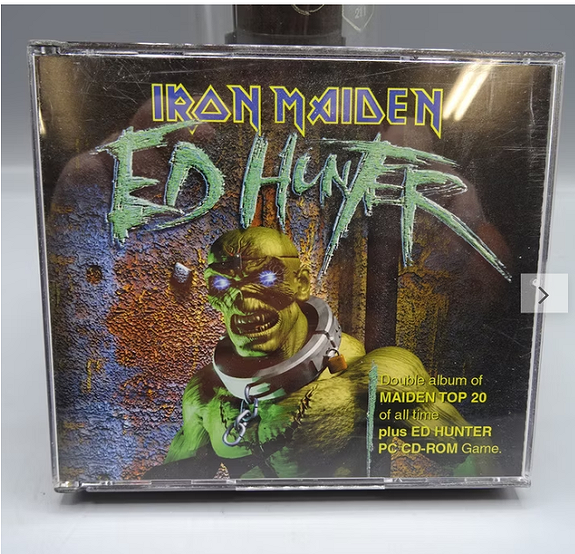 IRON MAIDEN
ED HUNTER
Double album of
MAIDEN TOP 20
of all time
plus ED HUNTER
PC CD-ROM Game.